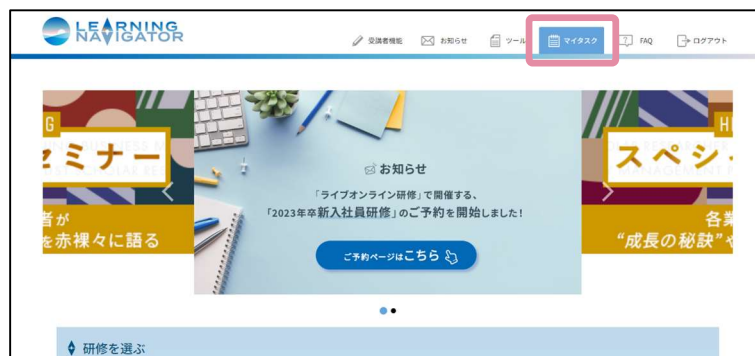 LEARNING
NAVIGATOR
受講者機能 お知らせ ツール マイタスク FAQ ログアウト
セミナー
者が
を赤裸々に語る
お知らせ
「ライブオンライン研修」で開催する、
「2023年卒新入社員研修」のご予約を開始しました！
ご予約ページはこちら
スペシ
各業
“成長の秘訣”や
研修を選ぶ